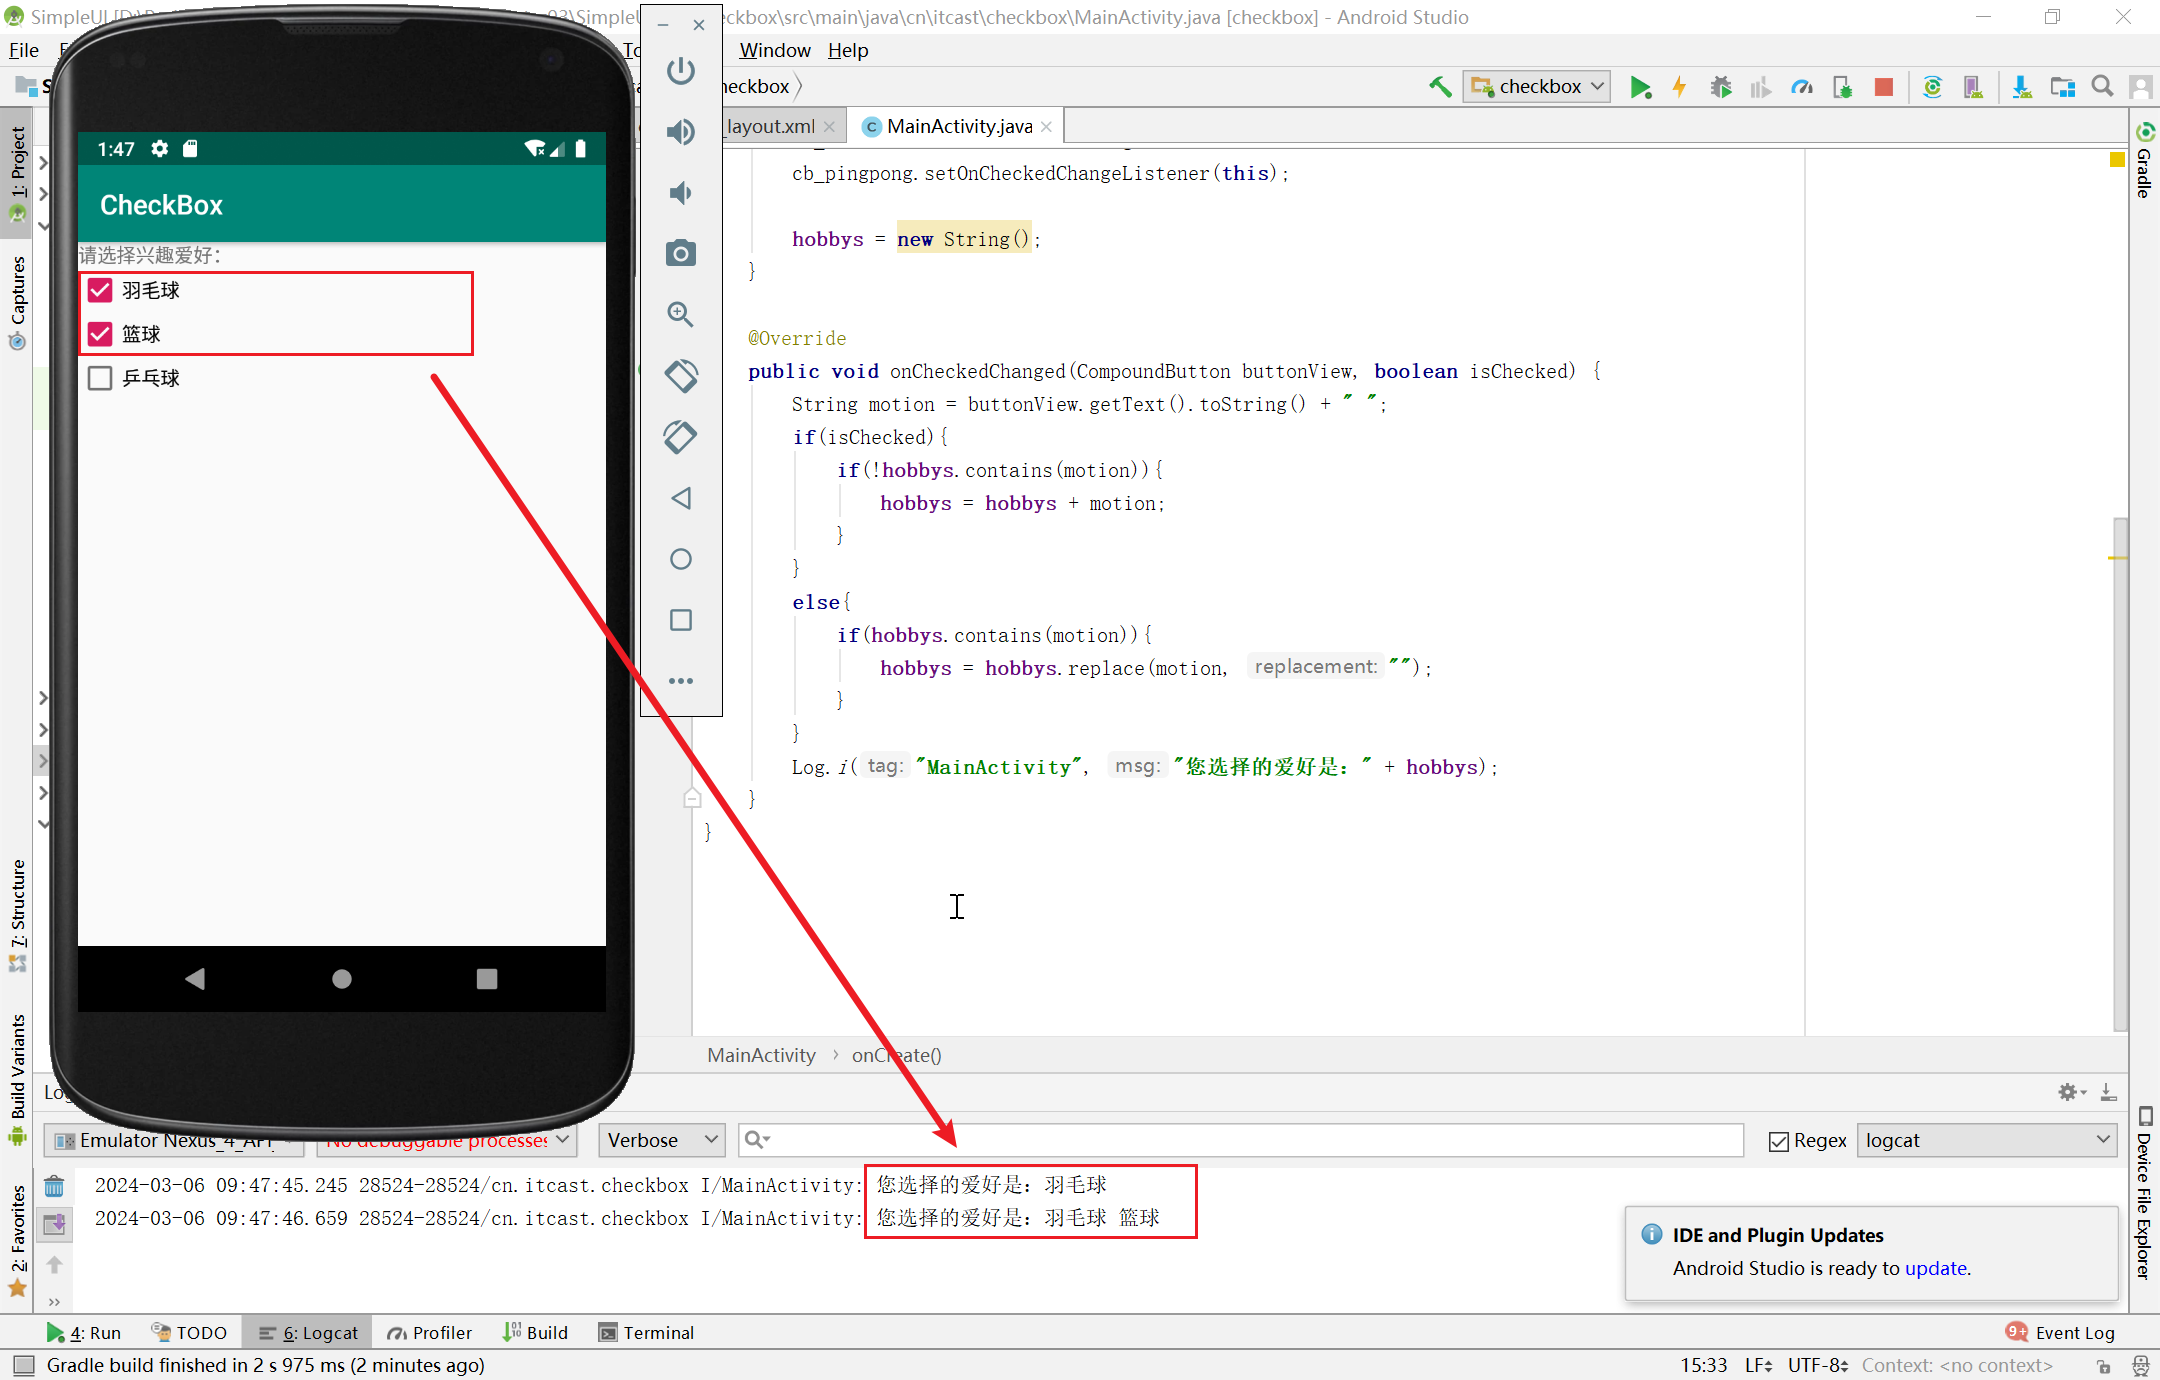 SimpleUI [D:\
ckbox\src\main\java\cn\itcast\checkbox\MainActivity.java [checkbox] - Android Studio
File
Window Help
checkbox
_layout.xml
MainActivity.java
1: Project
Captures
7: Structure
Build Variants
2: Favorites
Gradle
Device File Explorer
1:47
CheckBox
请选择兴趣爱好：
羽毛球
篮球
乒乓球
cb_pingpong.setOnCheckedChangeListener(this);
hobbys = new String();
}
@Override
public void onCheckedChanged(CompoundButton buttonView, boolean isChecked) {
String motion = buttonView.getText().toString() + " ";
if(isChecked){
if(!hobbys.contains(motion)){
hobbys = hobbys + motion;
}
}
else{
if(hobbys.contains(motion)){
hobbys = hobbys.replace(motion, replacement: "");
}
}
Log.i( tag: "MainActivity", msg: "您选择的爱好是：" + hobbys);
}
}
MainActivity › onCreate()
Emulator Nexus_4_API
No debuggable processes
Verbose
Regex
logcat
2024-03-06 09:47:45.245 28524-28524/cn.itcast.checkbox I/MainActivity: 您选择的爱好是：羽毛球
2024-03-06 09:47:46.659 28524-28524/cn.itcast.checkbox I/MainActivity: 您选择的爱好是：羽毛球 篮球
IDE and Plugin Updates
Android Studio is ready to update.
4: Run
TODO
6: Logcat
Profiler
Build
Terminal
9+ Event Log
Gradle build finished in 2 s 975 ms (2 minutes ago)
15:33 LF UTF-8 Context: <no context>